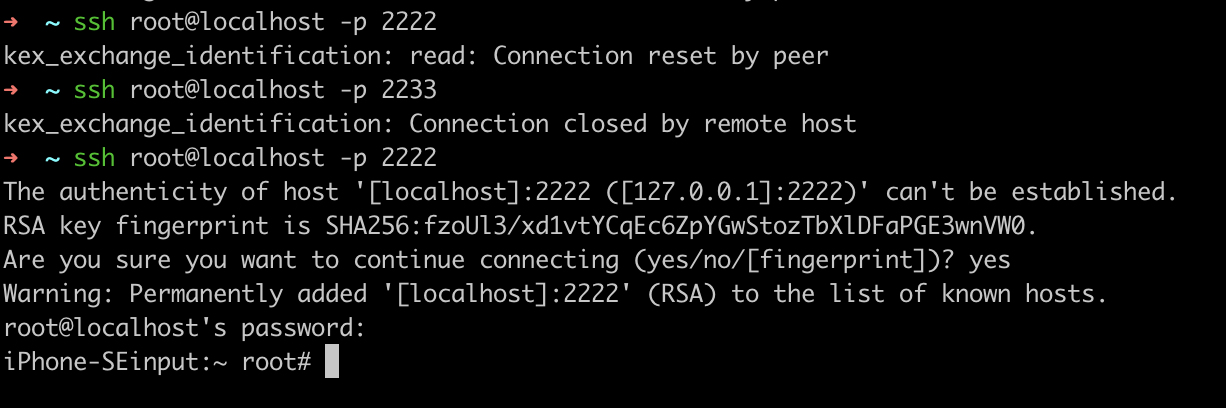 → ~ ssh root@localhost -p 2222
kex_exchange_identification: read: Connection reset by peer
→ ~ ssh root@localhost -p 2233
kex_exchange_identification: Connection closed by remote host
→ ~ ssh root@localhost -p 2222
The authenticity of host '[localhost]:2222 ([127.0.0.1]:2222)' can't be established.
RSA key fingerprint is SHA256:fzoUl3/xd1vtYCqEc6ZpYGwStozTbXlDFaPGE3wnVW0.
Are you sure you want to continue connecting (yes/no/[fingerprint])? yes
Warning: Permanently added '[localhost]:2222' (RSA) to the list of known hosts.
root@localhost's password:
iPhone-SEinput:~ root#